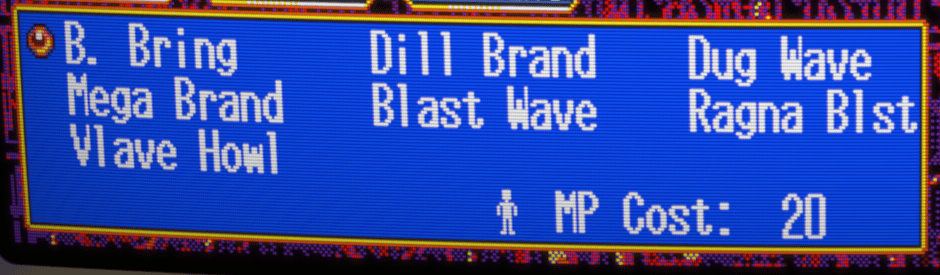 B. Bring Dill Brand Dug Wave
Mega Brand Blast Wave Ragna Blst
Vlave Howl
MP Cost: 20